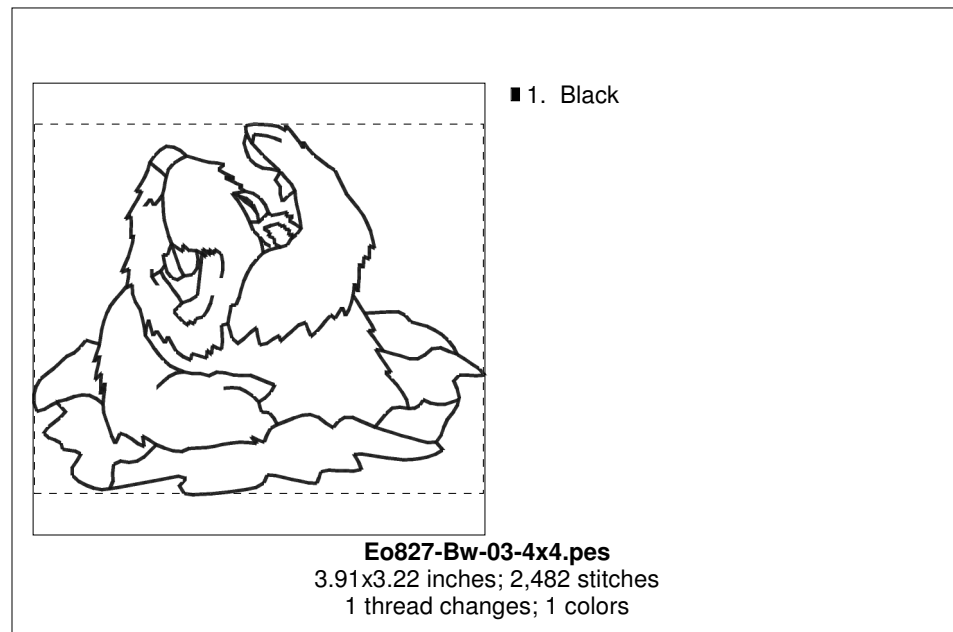 1. Black
Eo827-Bw-03-4x4.pes
3.91x3.22 inches; 2,482 stitches
1 thread changes; 1 colors